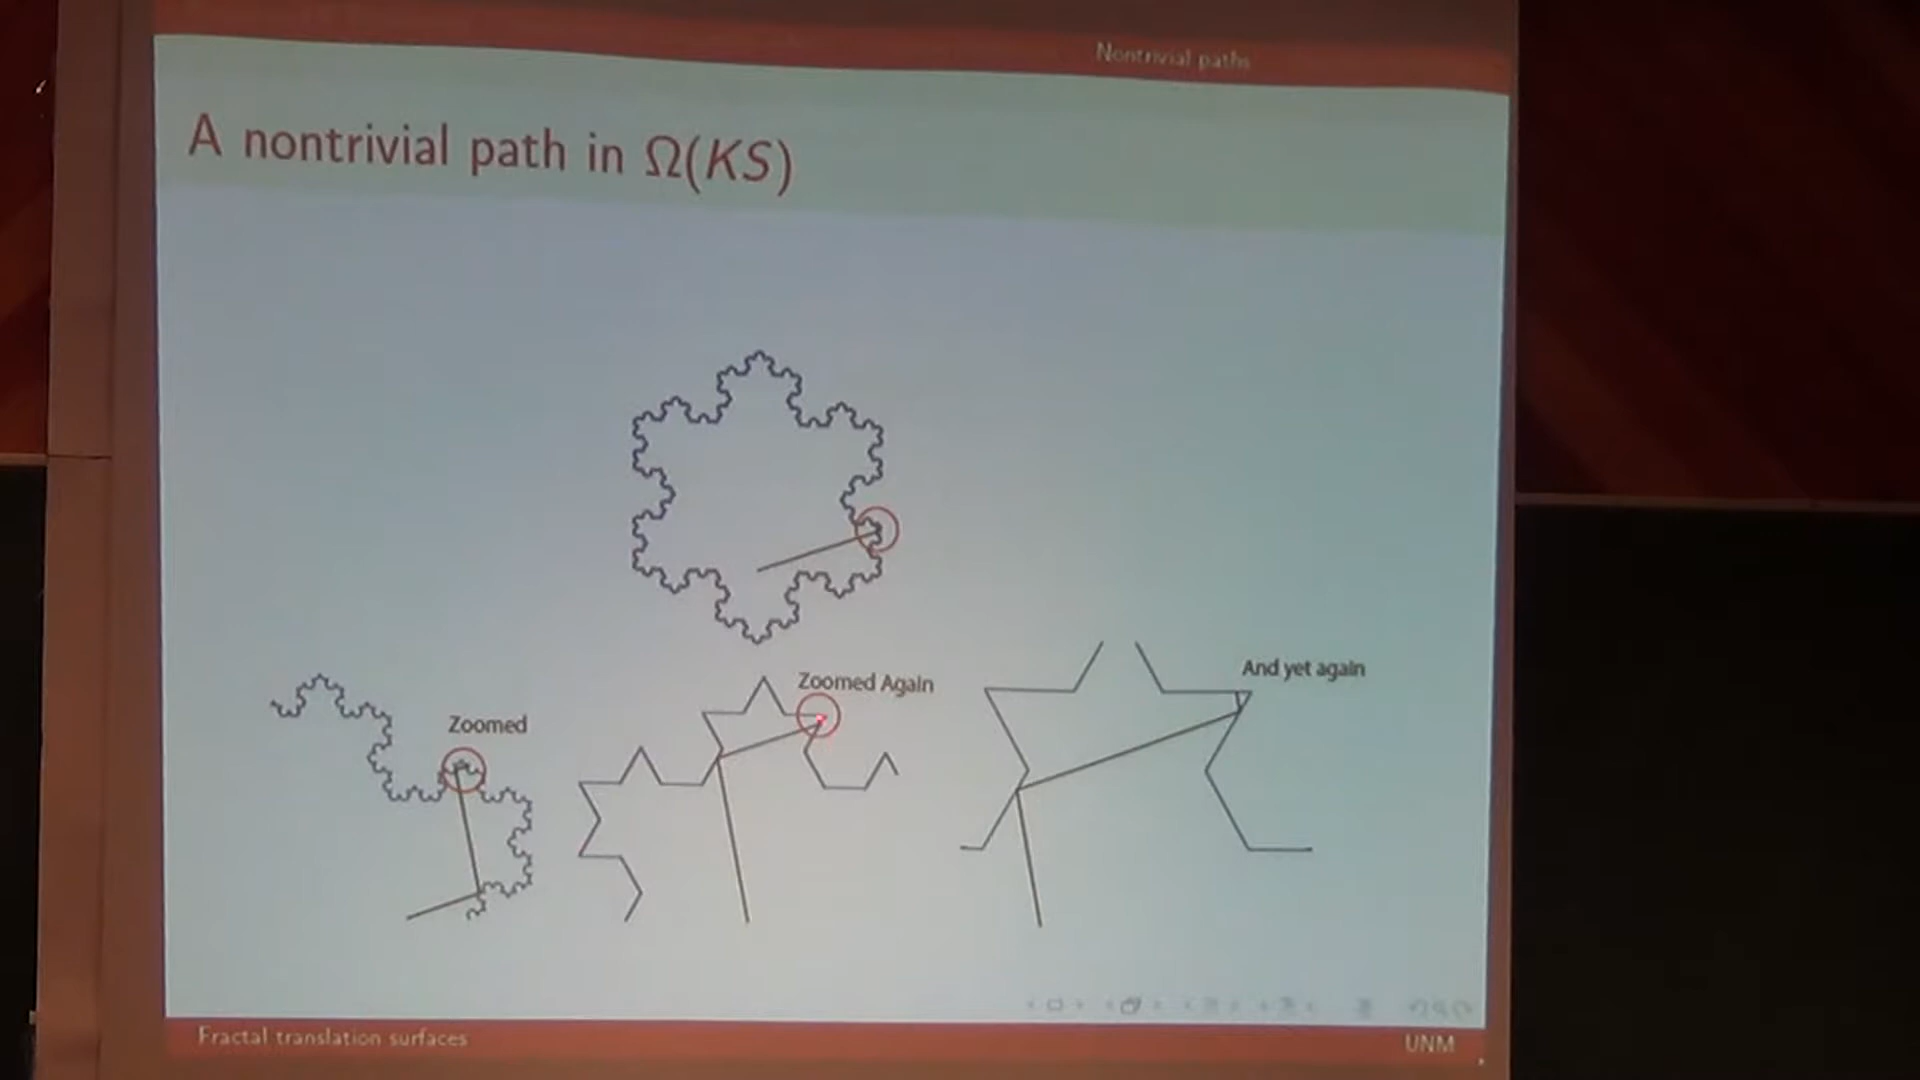 Nontrivial paths
A nontrivial path in Ω(KS)
Zoomed
Zoomed Again
And yet again
Fractal translation surfaces
UNM